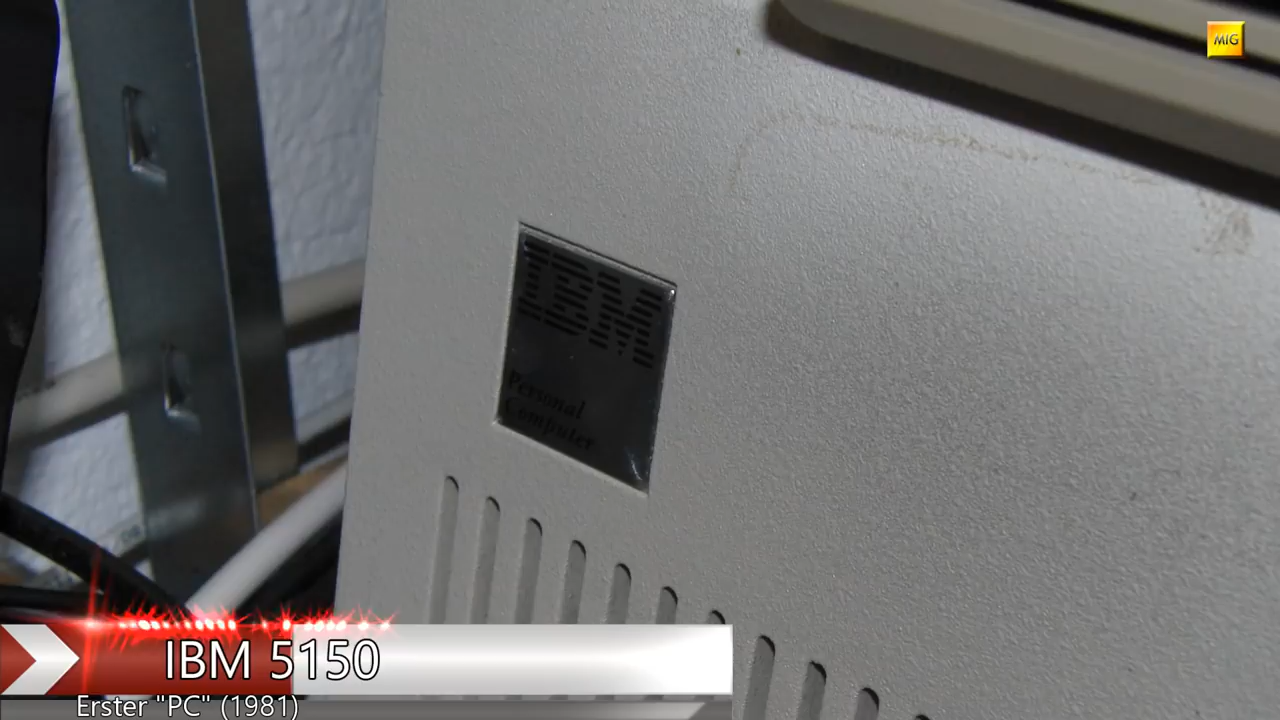 MIG
IBM
Personal
Computer
IBM 5150
Erster "PC" (1981)